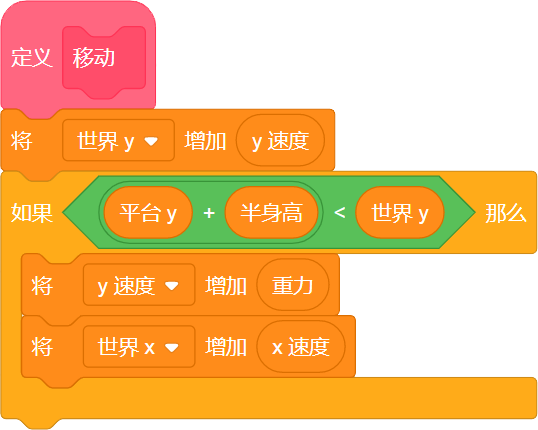 定义 移动
将 世界 y 增加 y 速度
如果 平台 y + 半身高 < 世界 y 那么
将 y 速度 增加 重力
将 世界 x 增加 x 速度